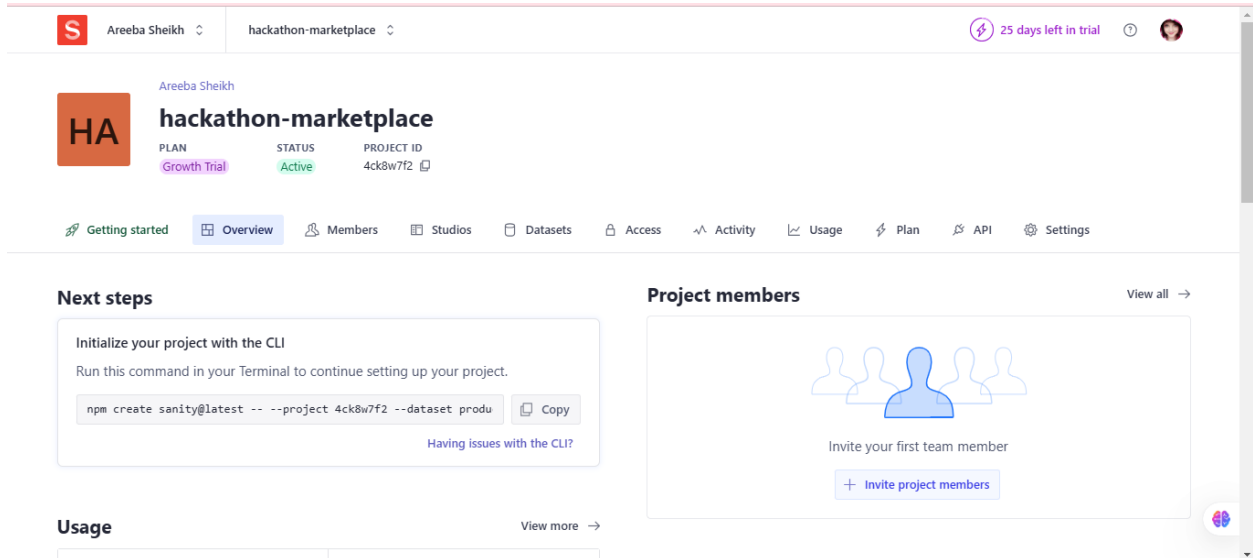 S Areeba Sheikh hackathon-marketplace 25 days left in trial ?
Areeba Sheikh
HA
hackathon-marketplace
PLAN STATUS PROJECT ID
Growth Trial Active 4ck8w7f2
Getting started Overview Members Studios Datasets Access Activity Usage Plan API Settings
Next steps
Initialize your project with the CLI
Run this command in your Terminal to continue setting up your project.
npm create sanity@latest -- --project 4ck8w7f2 --dataset produ
Copy
Having issues with the CLI?
Usage View more →
Project members View all →
Invite your first team member
+ Invite project members